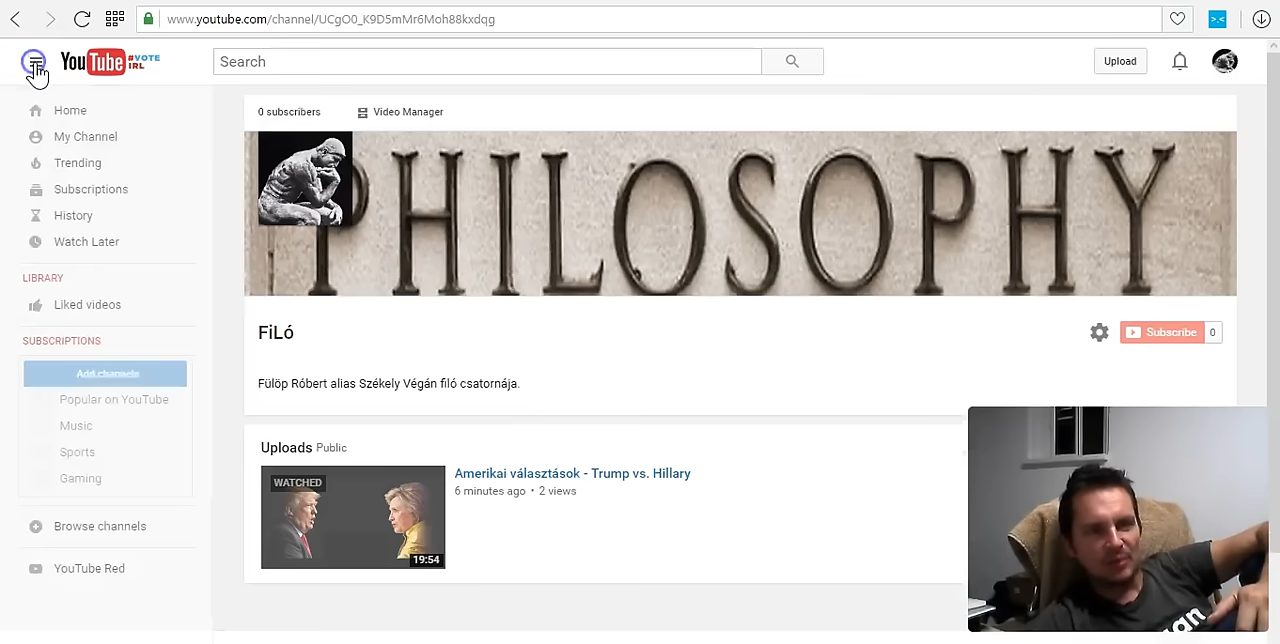 www.youtube.com/channel/UCgO0_K9D5mMr6Moh88kxdqg
YouTube #VOTE IRL
Search
Upload
Home
My Channel
Trending
Subscriptions
History
Watch Later
LIBRARY
Liked videos
SUBSCRIPTIONS
Add channels
Popular on YouTube
Music
Sports
Gaming
Browse channels
YouTube Red
0 subscribers
Video Manager
PHILOSOPHY
FiLó
Subscribe 0
Fülöp Róbert alias Székely Végán filó csatornája.
Uploads Public
WATCHED
19:54
Amerikai választások - Trump vs. Hillary
6 minutes ago • 2 views